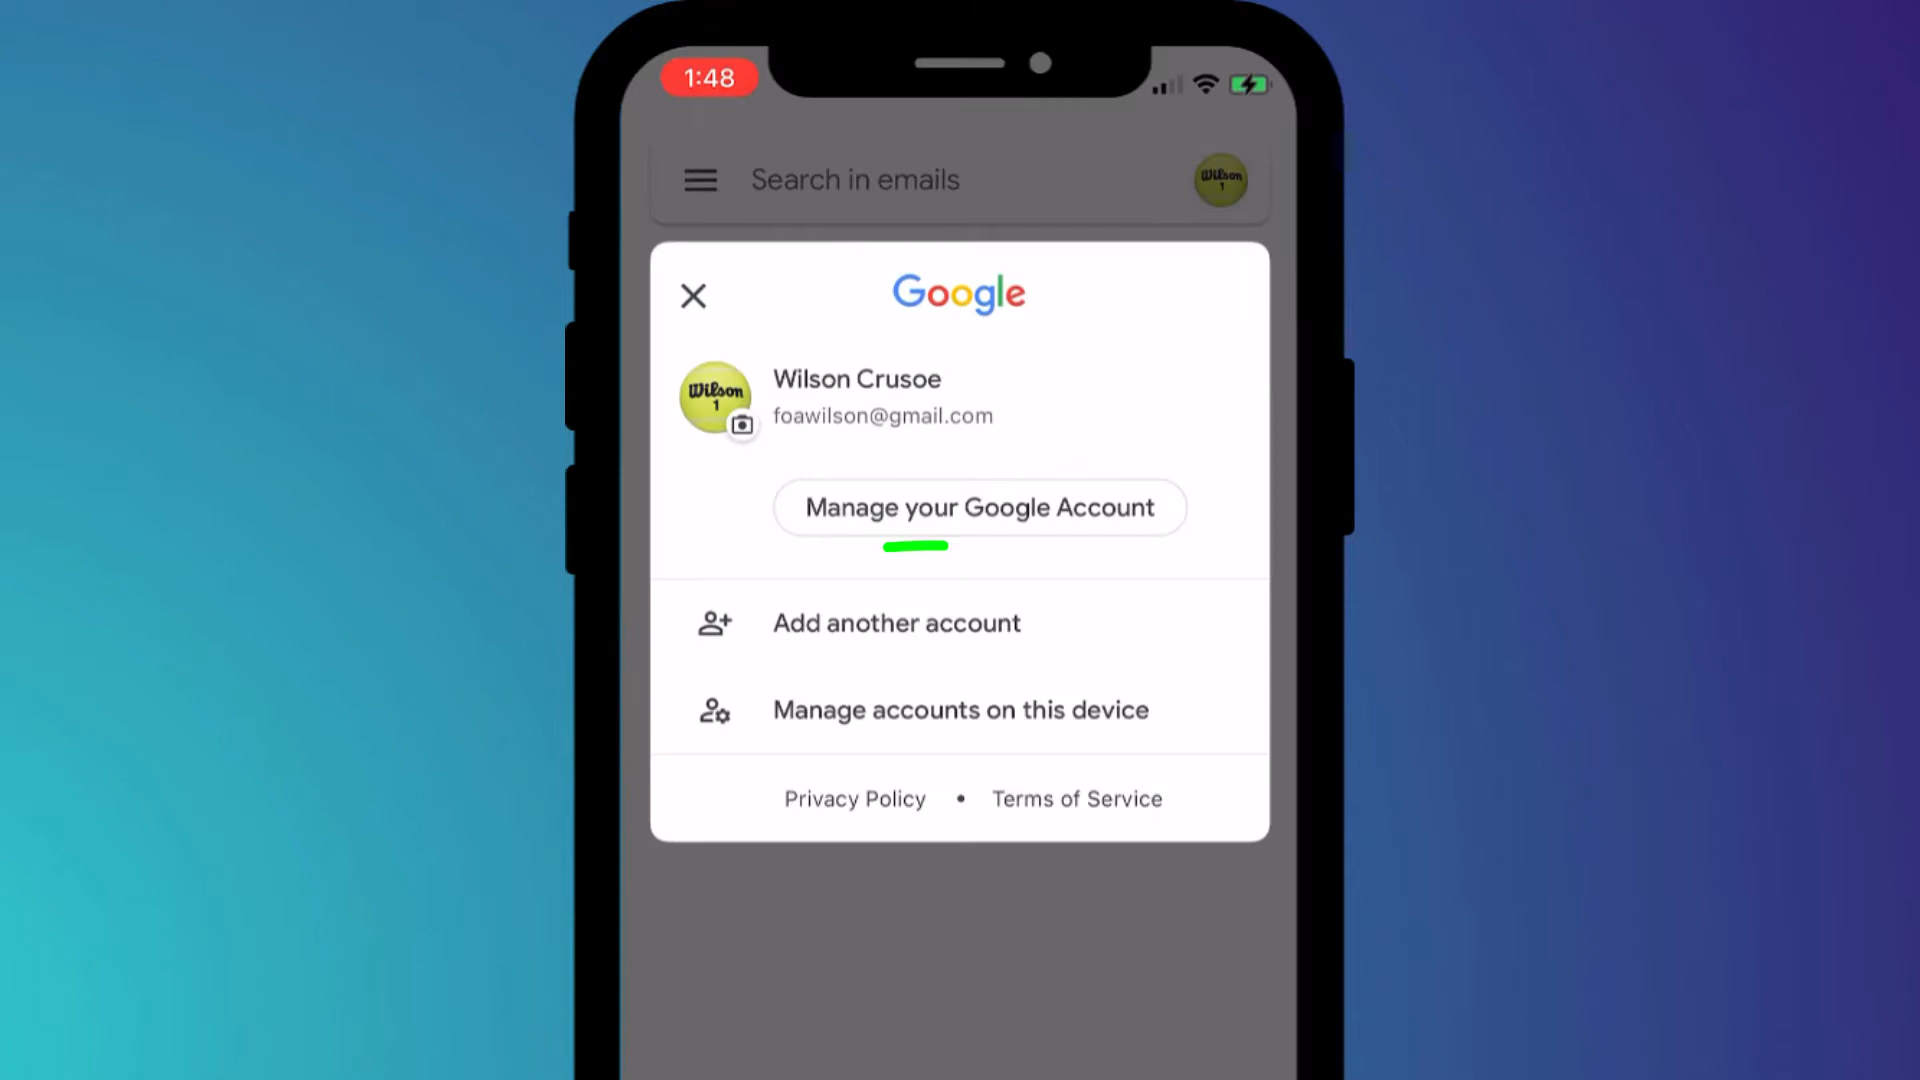 1:48
Search in emails
Wilson
1
Google
Wilson
1
Wilson Crusoe
foawilson@gmail.com
Manage your Google Account
Add another account
Manage accounts on this device
Privacy Policy • Terms of Service